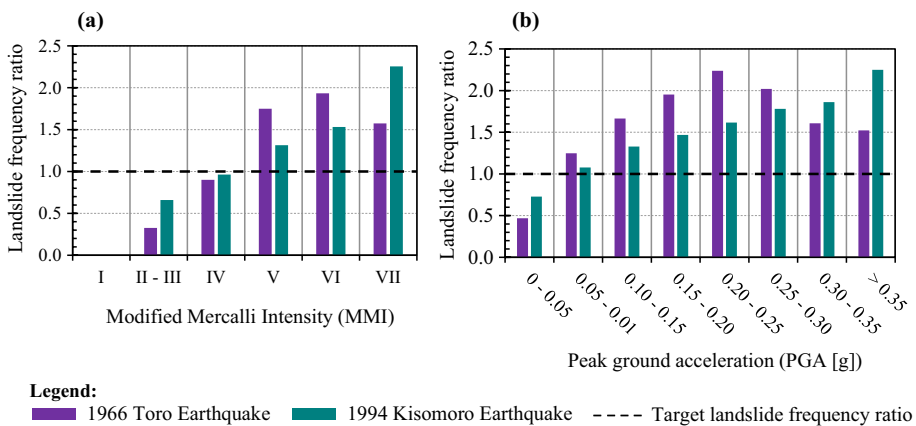 (a)
Landslide frequency ratio
2.5
2.0
1.5
1.0
0.5
0.0
I II - III IV V VI VII
Modified Mercalli Intensity (MMI)
(b)
Landslide frequency ratio
2.5
2.0
1.5
1.0
0.5
0.0
0 - 0.05
0.05 - 0.01
0.10 - 0.15
0.15 - 0.20
0.20 - 0.25
0.25 - 0.30
0.30 - 0.35
> 0.35
Peak ground acceleration (PGA [g])
Legend:
1966 Toro Earthquake 1994 Kisomoro Earthquake Target landslide frequency ratio